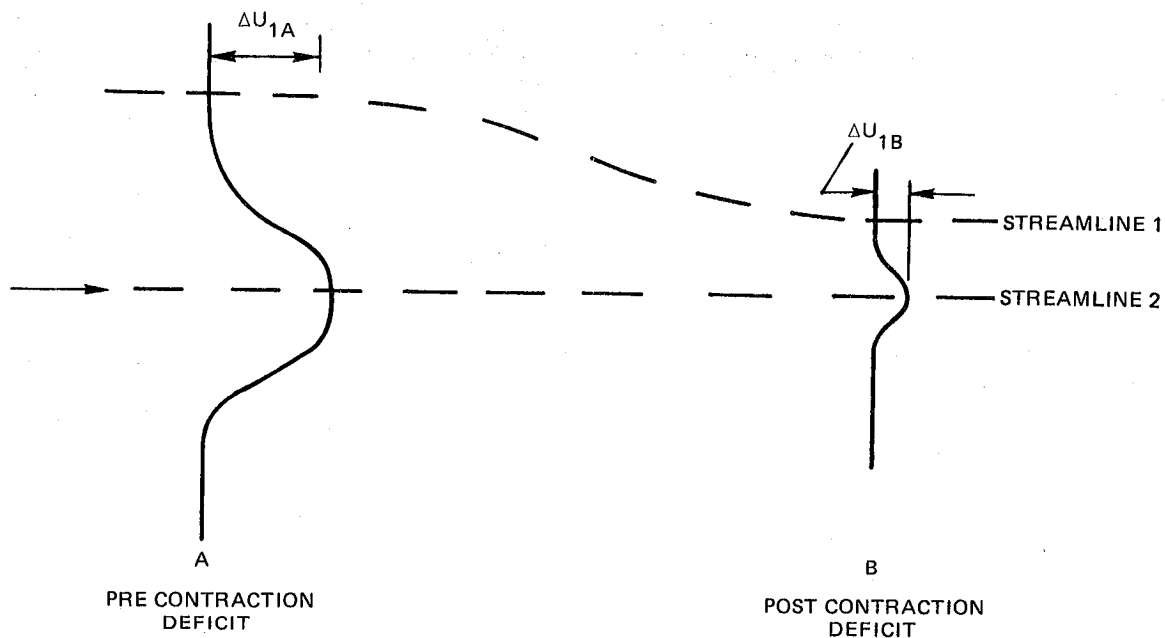 ΔU1A
ΔU1B
STREAMLINE 1
STREAMLINE 2
A
PRE CONTRACTION
DEFICIT
B
POST CONTRACTION
DEFICIT